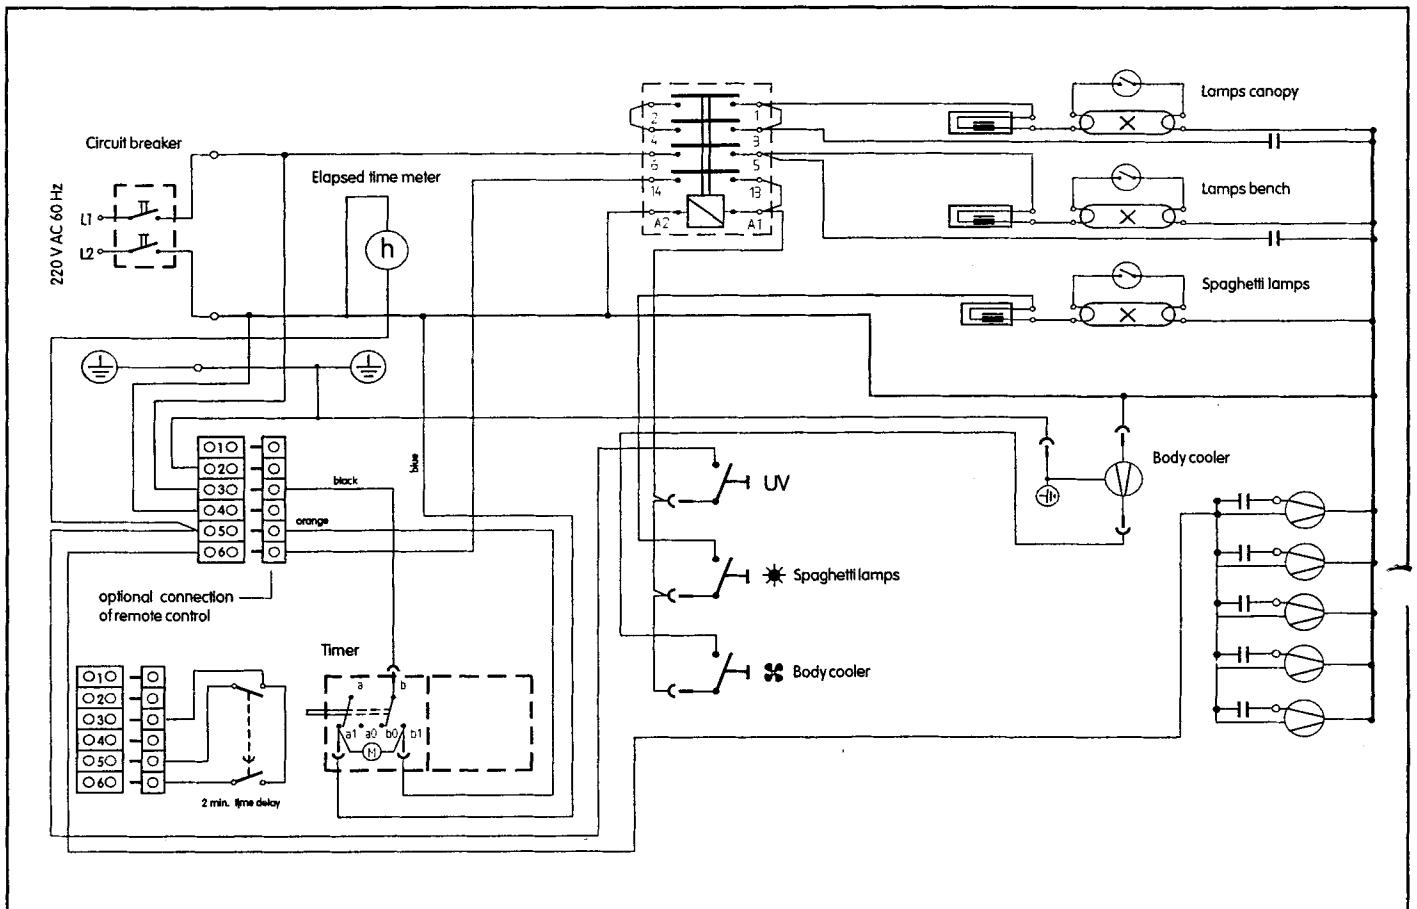 Circuit breaker
220 V AC 60 Hz
L1
L2
Elapsed time meter
h
2
4
6
14
A2
1
3
5
13
A1
Lamps canopy
Lamps bench
Spaghetti lamps
1
2
3
4
5
6
black
orange
blue
optional connection
of remote control
UV
Spaghetti lamps
Body cooler
Body cooler
Timer
a
b
a1
a0
b0
b1
M
1
2
3
4
5
6
2 min. time delay